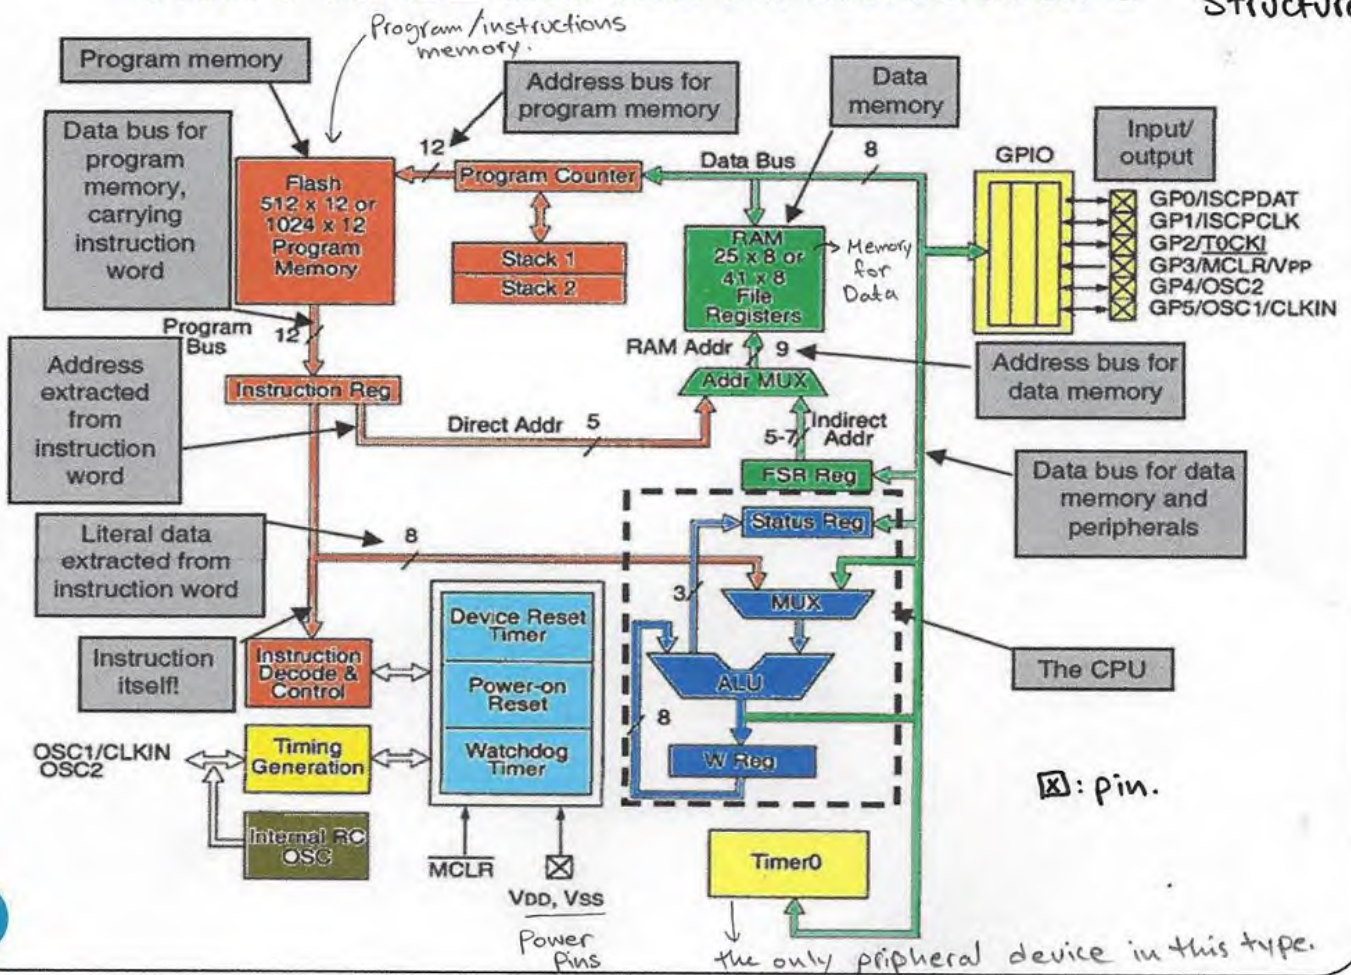 Structure
Program/instructions
memory.
Program memory
Address bus for
program memory
Data
memory
Data bus for
program
memory,
carrying
instruction
word
12
Data Bus
8
GPIO
Input/
output
Flash
512 x 12 or
1024 x 12
Program
Memory
Program Counter
Stack 1
Stack 2
RAM
25 x 8 or
41 x 8
File
Registers
Memory
for
Data
GP0/ISCPDAT
GP1/ISCPCLK
GP2/T0CKI
GP3/MCLR/VPP
GP4/OSC2
GP5/OSC1/CLKIN
Program
Bus
12
RAM Addr
9
Address bus for
data memory
Address
extracted
from
instruction
word
Instruction Reg
Addr MUX
Direct Addr
5
5-7
Indirect
Addr
FSR Reg
Data bus for data
memory and
peripherals
Literal data
extracted from
instruction word
8
Status Reg
3
MUX
ALU
8
W Reg
The CPU
Instruction
itself!
Instruction
Decode &
Control
Device Reset
Timer
Power-on
Reset
Watchdog
Timer
OSC1/CLKIN
OSC2
Timing
Generation
Internal RC
OSC
MCLR
VDD, VSS
Power
Pins
Timer0
X : pin.
the only pripheral device in this type.